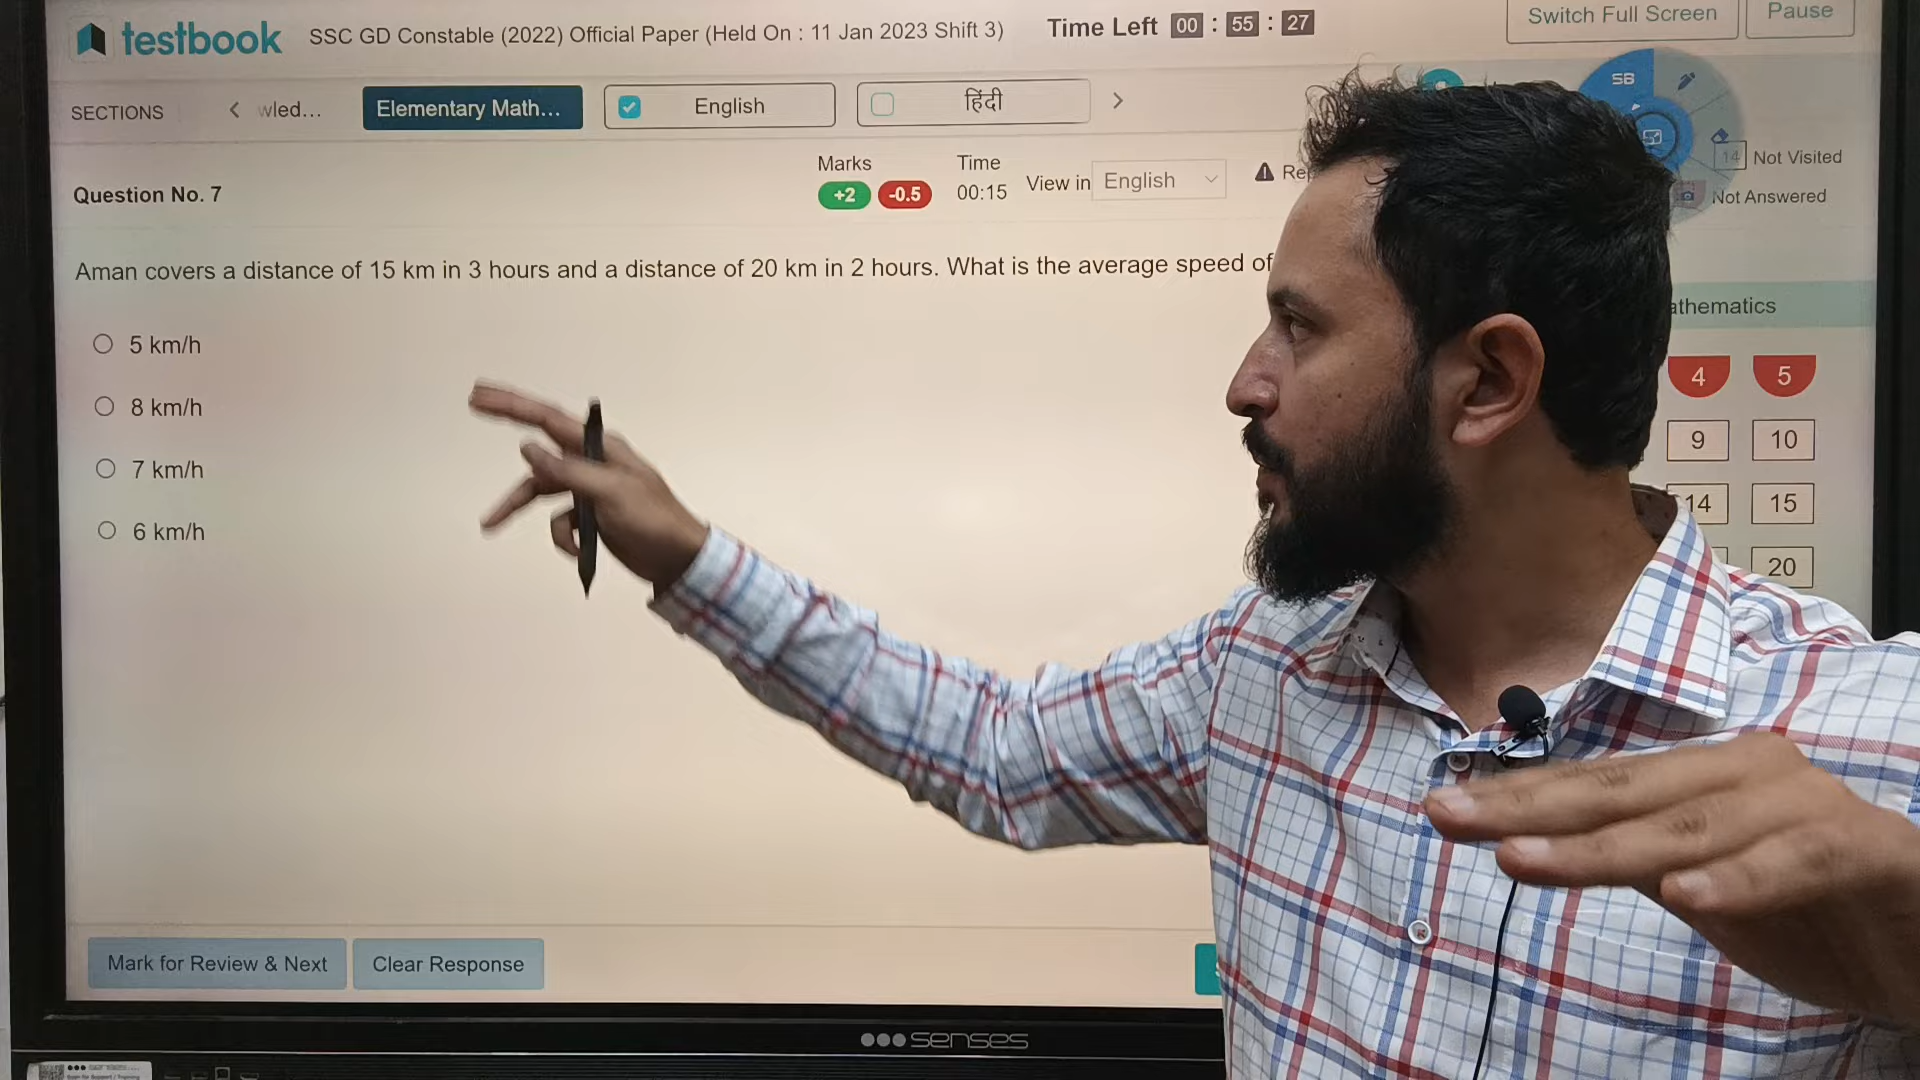 testbook SSC GD Constable (2022) Official Paper (Held On : 11 Jan 2023 Shift 3) Time Left 00 : 55 : 27 Switch Full Screen Pause
SECTIONS wled... Elementary Math... English हिंदी
SB
Question No. 7 Marks +2 -0.5 Time 00:15 View in English Rep
14 Not Visited
Not Answered
Aman covers a distance of 15 km in 3 hours and a distance of 20 km in 2 hours. What is the average speed of
athematics
5 km/h
8 km/h
7 km/h
6 km/h
4 5
9 10
14 15
20
Mark for Review & Next Clear Response
senses